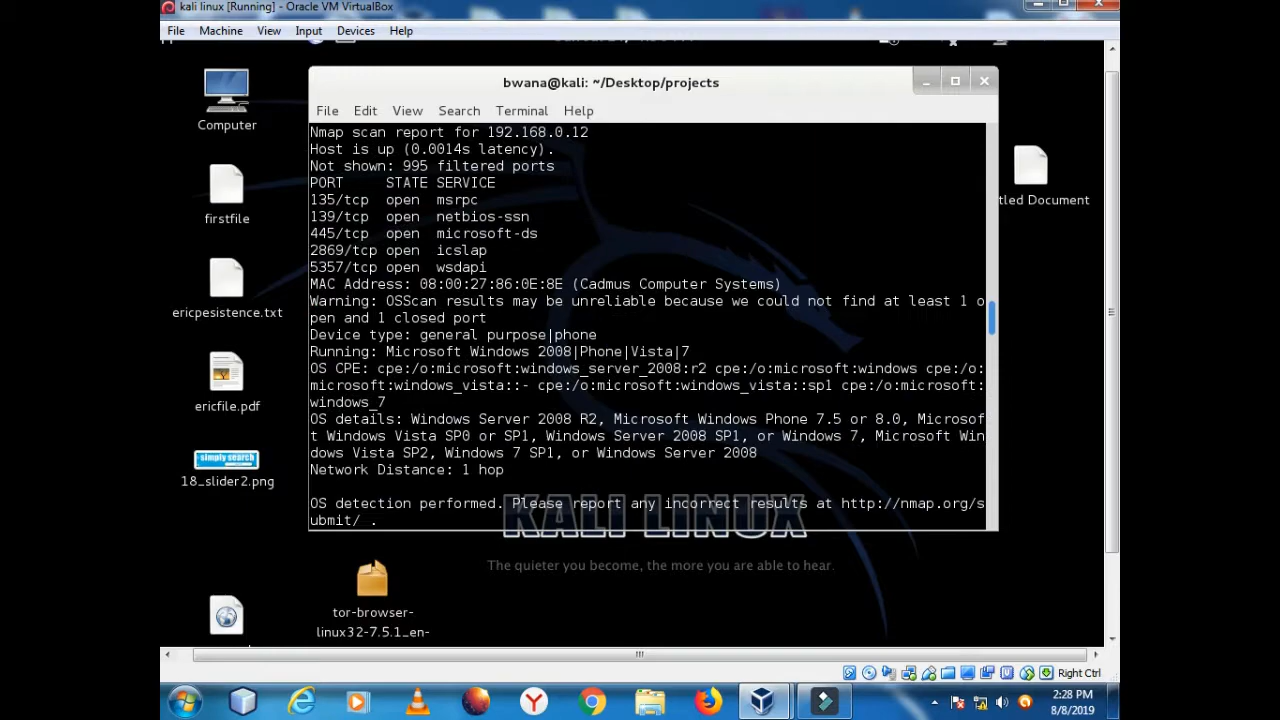 kali linux [Running] - Oracle VM VirtualBox
File Machine View Input Devices Help
bwana@kali: ~/Desktop/projects
File Edit View Search Terminal Help
Nmap scan report for 192.168.0.12
Host is up (0.0014s latency).
Not shown: 995 filtered ports
PORT STATE SERVICE
135/tcp open msrpc
139/tcp open netbios-ssn
445/tcp open microsoft-ds
2869/tcp open icslap
5357/tcp open wsdapi
MAC Address: 08:00:27:86:0E:8E (Cadmus Computer Systems)
Warning: OSScan results may be unreliable because we could not find at least 1 o
pen and 1 closed port
Device type: general purpose|phone
Running: Microsoft Windows 2008|Phone|Vista|7
OS CPE: cpe:/o:microsoft:windows_server_2008:r2 cpe:/o:microsoft:windows cpe:/o:
microsoft:windows_vista::- cpe:/o:microsoft:windows_vista::sp1 cpe:/o:microsoft:
windows_7
OS details: Windows Server 2008 R2, Microsoft Windows Phone 7.5 or 8.0, Microsof
t Windows Vista SP0 or SP1, Windows Server 2008 SP1, or Windows 7, Microsoft Win
dows Vista SP2, Windows 7 SP1, or Windows Server 2008
Network Distance: 1 hop
OS detection performed. Please report any incorrect results at http://nmap.org/s
ubmit/ .
Computer
firstfile
ericpesistence.txt
ericfile.pdf
simply search
18_slider2.png
tled Document
KALI LINUX
The quieter you become, the more you are able to hear.
tor-browser-
linux32-7.5.1_en-
Right Ctrl
2:28 PM
8/8/2019